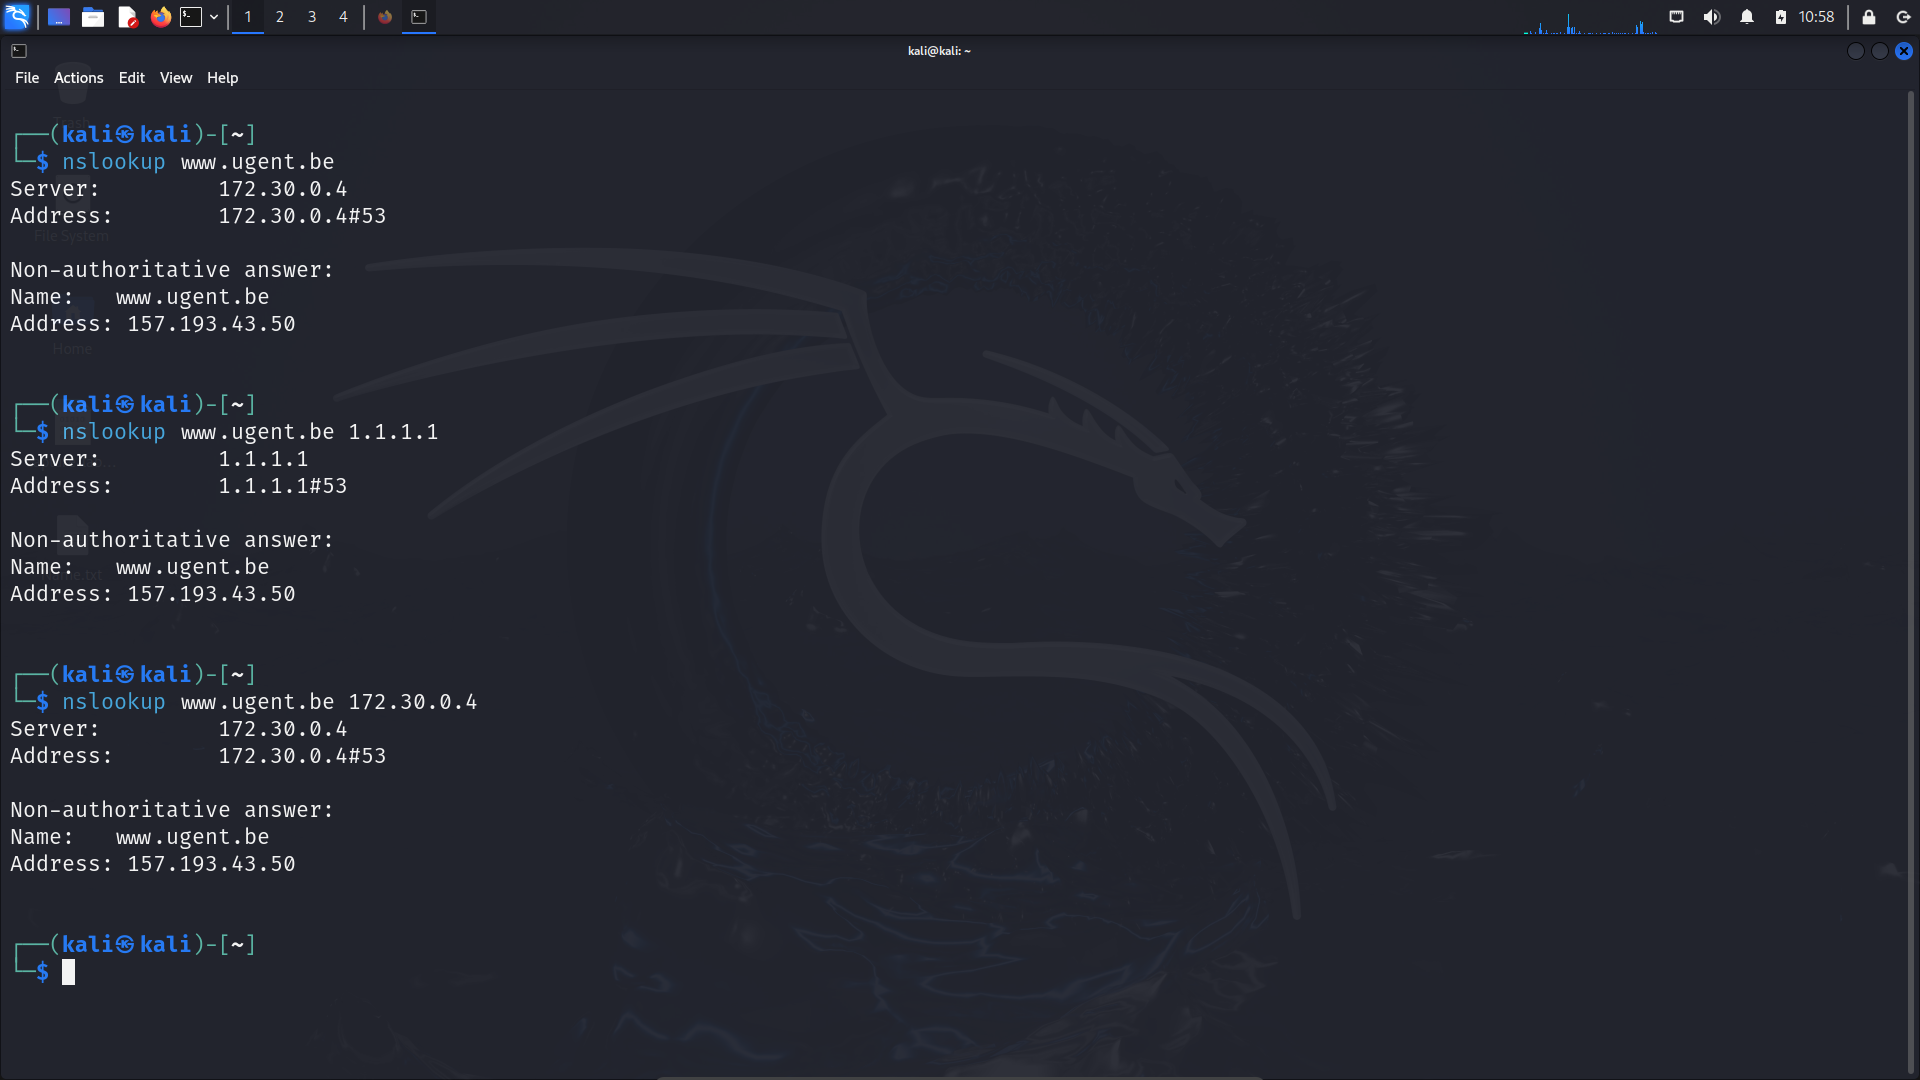 1 2 3 4 10:58
kali@kali: ~
File Actions Edit View Help
Trash
┌──(kali㉿kali)-[~]
└─$ nslookup www.ugent.be
Server: 172.30.0.4
Address: 172.30.0.4#53
File System
Non-authoritative answer:
Name: www.ugent.be
Address: 157.193.43.50
Home
┌──(kali㉿kali)-[~]
└─$ nslookup www.ugent.be 1.1.1.1
Server: 1.1.1.1
Address: 1.1.1.1#53
Non-authoritative answer:
Name: www.ugent.be
Address: 157.193.43.50
┌──(kali㉿kali)-[~]
└─$ nslookup www.ugent.be 172.30.0.4
Server: 172.30.0.4
Address: 172.30.0.4#53
Non-authoritative answer:
Name: www.ugent.be
Address: 157.193.43.50
┌──(kali㉿kali)-[~]
└─$